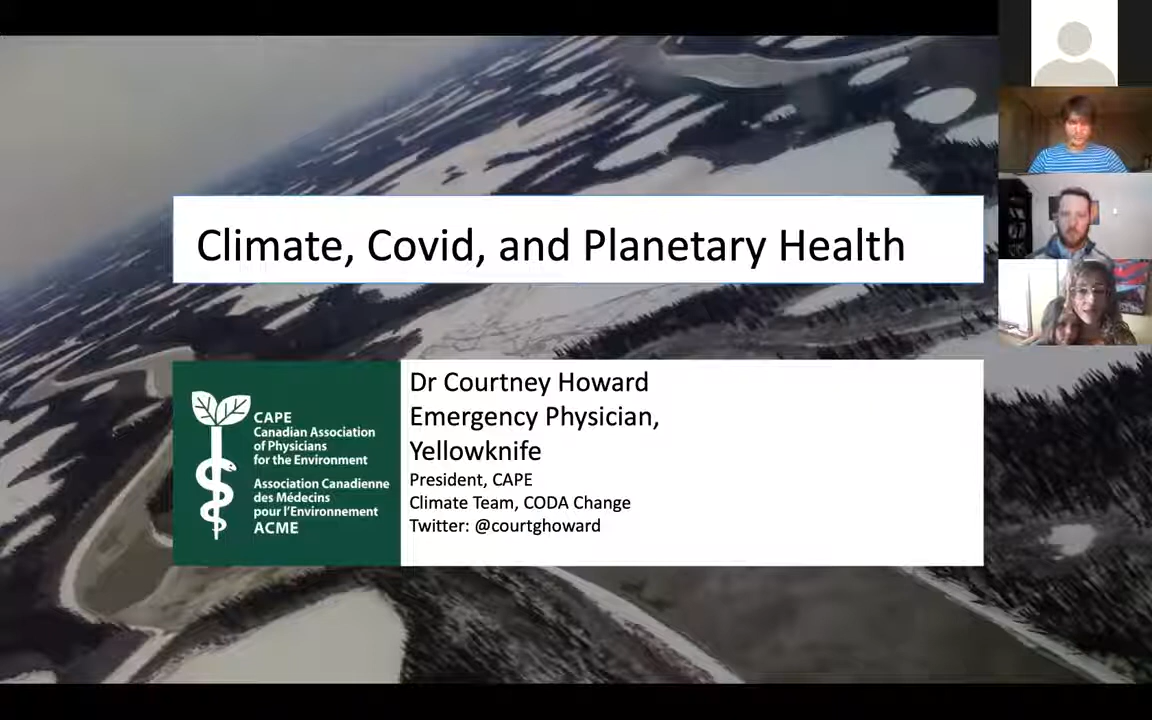 Climate, Covid, and Planetary Health
CAPE
Canadian Association
of Physicians
for the Environment
Association Canadienne
des Médecins
pour l'Environnement
ACME
Dr Courtney Howard
Emergency Physician,
Yellowknife
President, CAPE
Climate Team, CODA Change
Twitter: @courtghoward